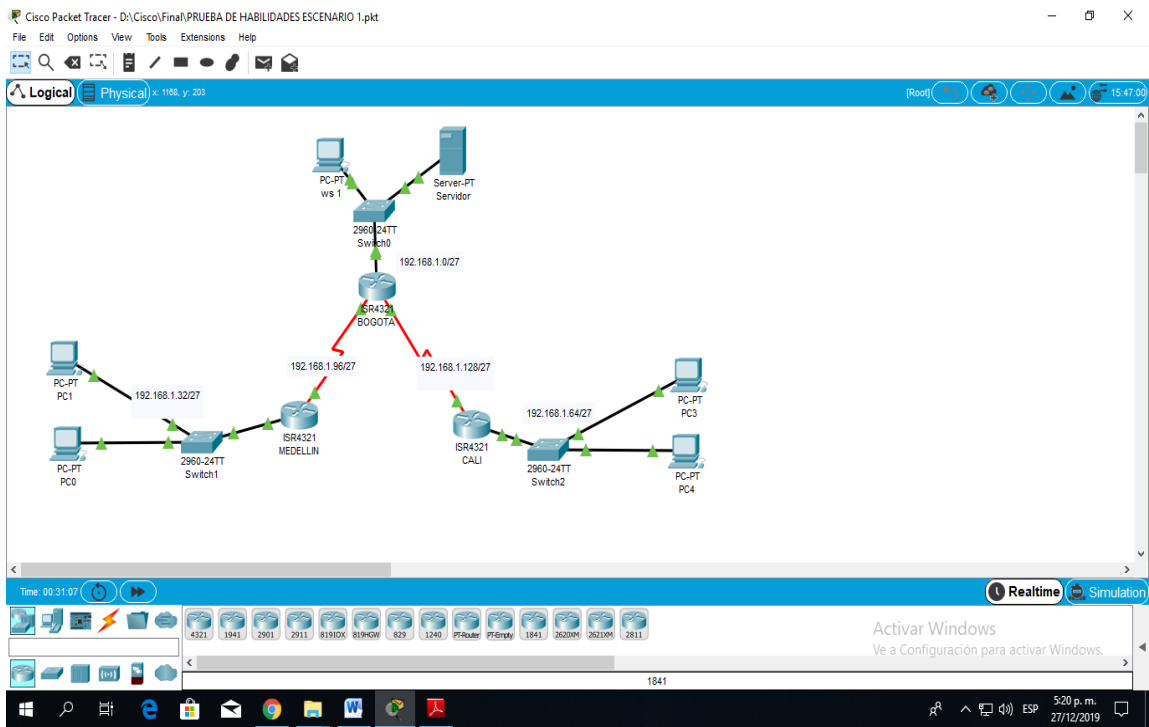 Cisco Packet Tracer - D:\Cisco\Final\PRUEBA DE HABILIDADES ESCENARIO 1.pkt
File Edit Options View Tools Extensions Help
Logical Physical x: 1168, y: 203 [Root] 15:47:00
PC-PT
ws 1
Server-PT
Servidor
2960-24TT
Switch0
192.168.1.0/27
ISR4321
BOGOTA
192.168.1.96/27
192.168.1.128/27
PC-PT
PC1
192.168.1.32/27
PC-PT
PC3
192.168.1.64/27
ISR4321
MEDELLIN
ISR4321
CALI
PC-PT
PC0
2960-24TT
Switch1
2960-24TT
Switch2
PC-PT
PC4
Time: 00:31:07 Realtime Simulation
4321 1941 2901 2911 819IOX 819HGW 829 1240 PT-Router PT-Empty 1841 2620XM 2621XM 2811
Activar Windows
Ve a Configuración para activar Windows.
1841
ESP
5:20 p. m.
27/12/2019